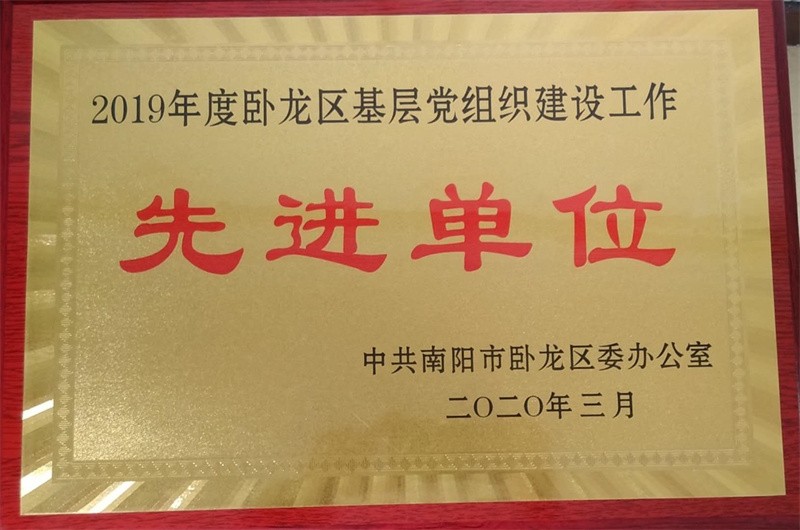 2019年度卧龙区基层党组织建设工作
先进单位
中共南阳市卧龙区委办公室
二〇二〇年三月